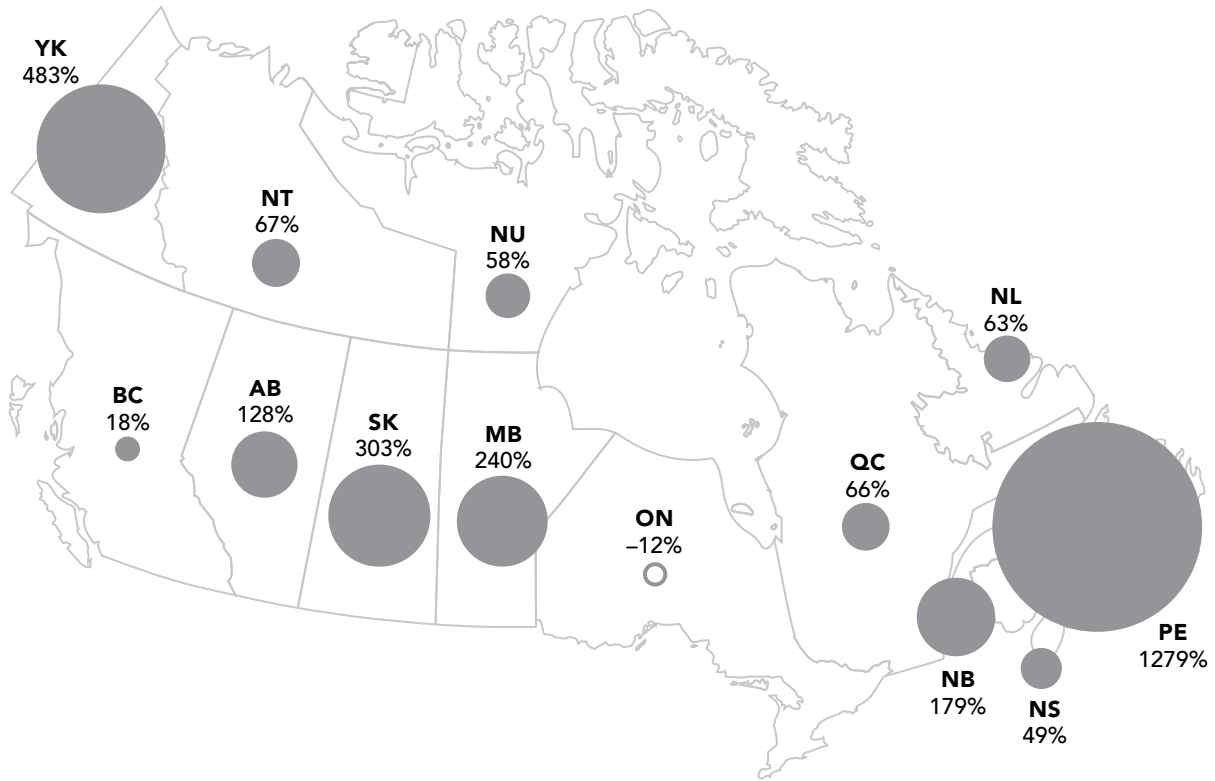 YK
483%
NT
67%
NU
58%
NL
63%
BC
18%
AB
128%
SK
303%
MB
240%
ON
–12%
QC
66%
PE
1279%
NB
179%
NS
49%